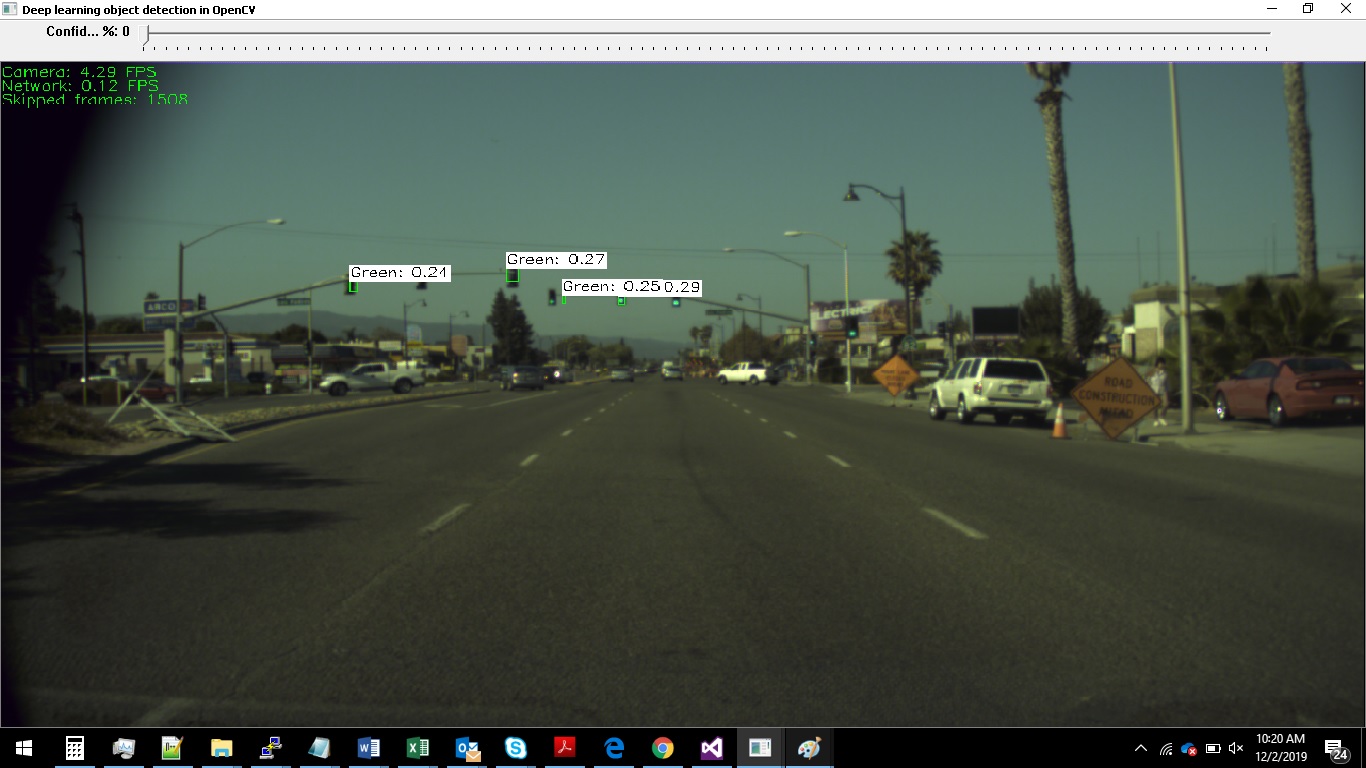 Deep learning object detection in OpenCV
Confid... %: 0
Camera: 4.29 FPS
Network: 0.12 FPS
Skipped frames: 1508
Green: 0.27
Green: 0.21
Green: 0.25 0.29
ARCO
ELECTRIC
ROAD
CONSTRUCTION
AHEAD
10:20 AM
12/2/2019
24